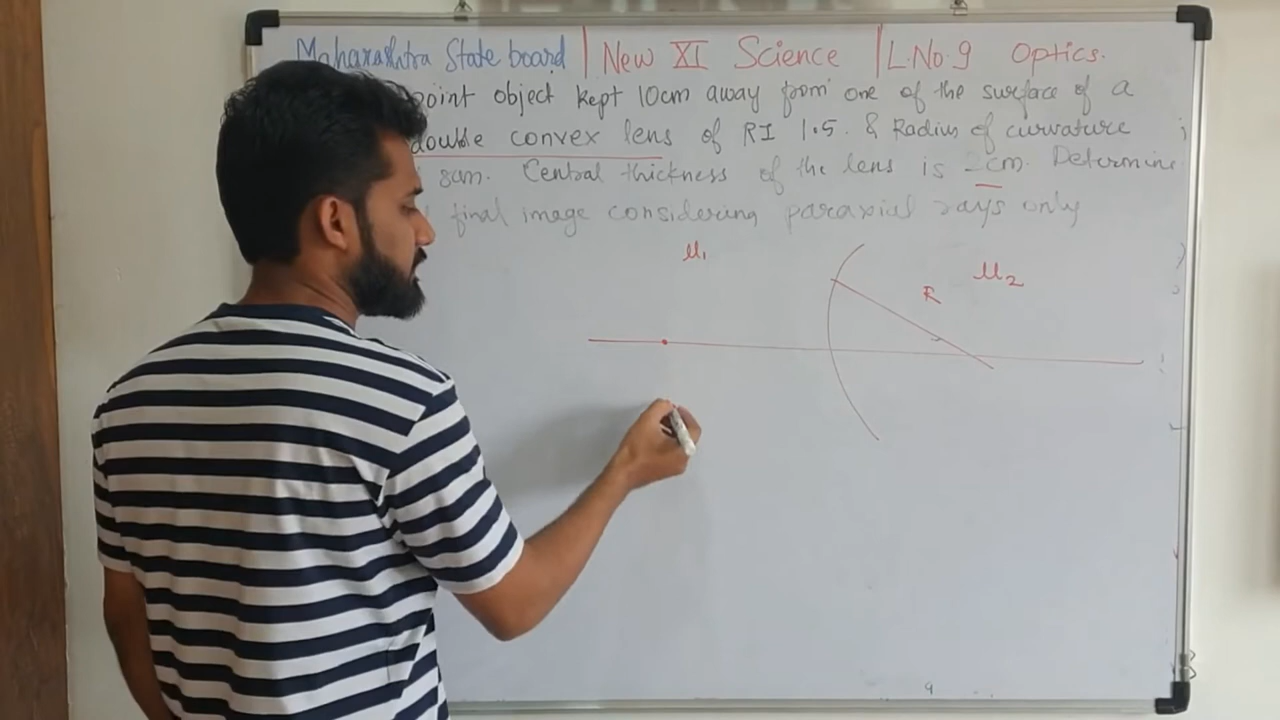 Maharashtra State board | New XI Science | L.No.9 Optics.
point object kept 10cm away from one of the surface of a
double convex lens of RI 1.5. & Radius of curvature
Central thickness of the lens is 2cm. Determine
final image considering paraxial rays only
μ₁
μ₂
R
9